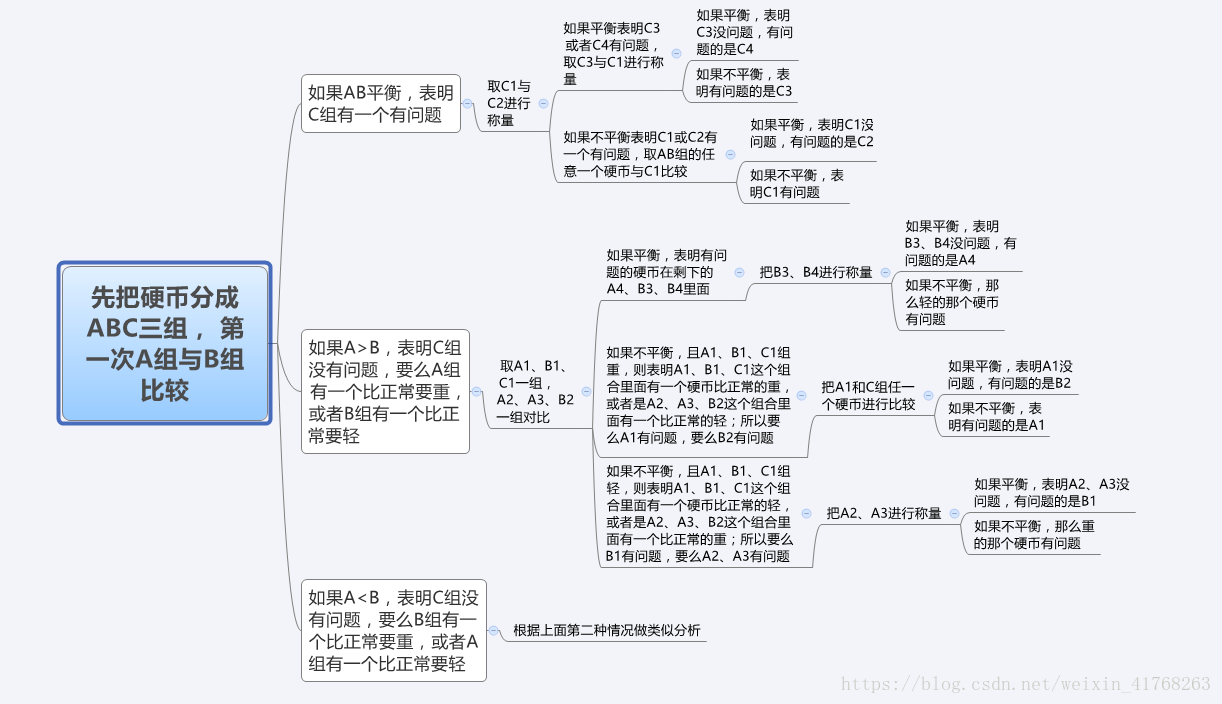 先把硬币分成
ABC三组， 第
一次A组与B组
比较
如果AB平衡，表明
C组有一个有问题
取C1与
C2进行
称量
如果平衡表明C3
或者C4有问题，
取C3与C1进行称
量
如果平衡，表明
C3没问题，有问
题的是C4
如果不平衡，表
明有问题的是C3
如果不平衡表明C1或C2有
一个有问题，取AB组的任
意一个硬币与C1比较
如果平衡，表明C1没
问题，有问题的是C2
如果不平衡，表
明C1有问题
如果A>B，表明C组
没有问题，要么A组
有一个比正常要重，
或者B组有一个比正
常要轻
取A1、B1、
C1一组，
A2、A3、B2
一组对比
如果平衡，表明有问
题的硬币在剩下的
A4、B3、B4里面
把B3、B4进行称量
如果平衡，表明
B3、B4没问题，有
问题的是A4
如果不平衡，那
么轻的那个硬币
有问题
如果不平衡，且A1、B1、C1组
重，则表明A1、B1、C1这个组
合里面有一个硬币比正常的重，
或者是A2、A3、B2这个组合里
面有一个比正常的轻；所以要
么A1有问题，要么B2有问题
把A1和C组任一
个硬币进行比较
如果平衡，表明A1没
问题，有问题的是B2
如果不平衡，表
明有问题的是A1
如果不平衡，且A1、B1、C1组
轻，则表明A1、B1、C1这个组
合里面有一个硬币比正常的轻，
或者是A2、A3、B2这个组合里
面有一个比正常的重；所以要么
B1有问题，要么A2、A3有问题
把A2、A3进行称量
如果平衡，表明A2、A3没
问题，有问题的是B1
如果不平衡，那么重
的那个硬币有问题
如果A<B，表明C组没
有问题，要么B组有一
个比正常要重，或者A
组有一个比正常要轻
根据上面第二种情况做类似分析
https://blog.csdn.net/weixin_41768263